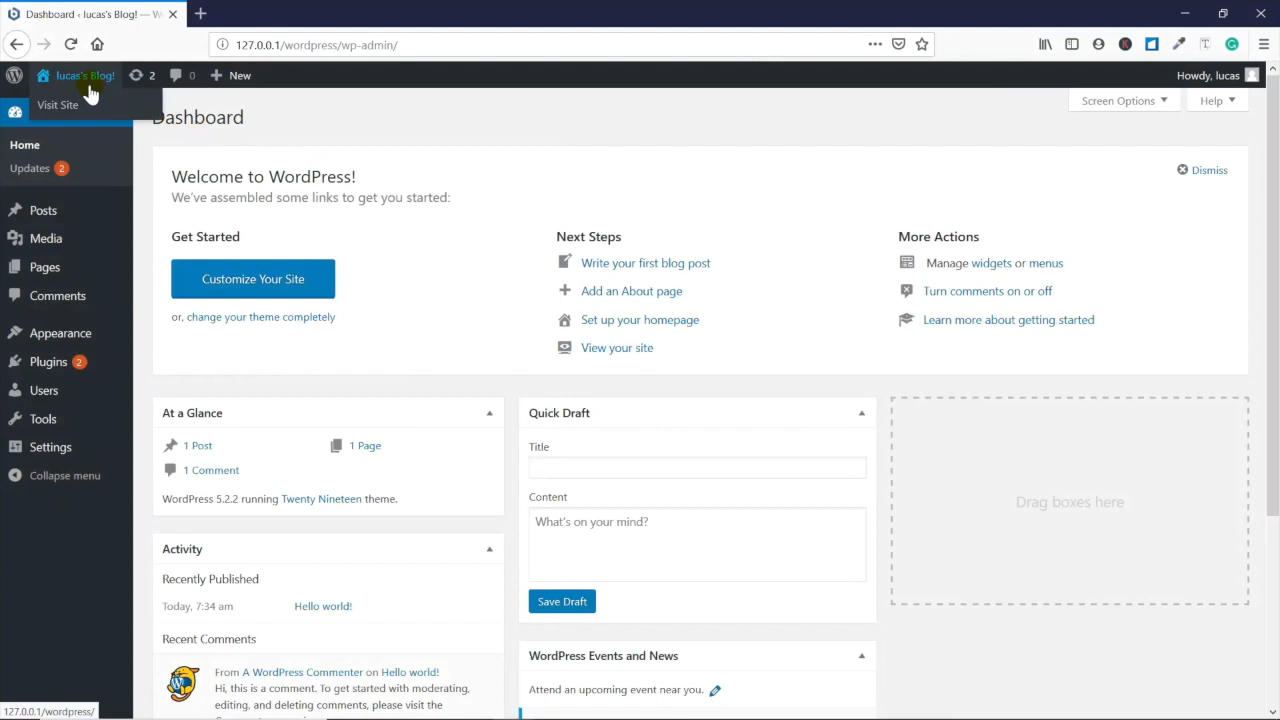 Dashboard ‹ lucas's Blog! — W
127.0.0.1/wordpress/wp-admin/
lucas's Blog! 2 0 New Howdy, lucas
Visit Site
Screen Options Help
Dashboard
Home
Updates 2
Posts
Media
Pages
Comments
Appearance
Plugins 2
Users
Tools
Settings
Collapse menu
Welcome to WordPress!
Dismiss
We've assembled some links to get you started:
Get Started
Customize Your Site
or, change your theme completely
Next Steps
Write your first blog post
Add an About page
Set up your homepage
View your site
More Actions
Manage widgets or menus
Turn comments on or off
Learn more about getting started
At a Glance
1 Post 1 Page
1 Comment
WordPress 5.2.2 running Twenty Nineteen theme.
Activity
Recently Published
Today, 7:34 am Hello world!
Recent Comments
From A WordPress Commenter on Hello world!
Hi, this is a comment. To get started with moderating,
editing, and deleting comments, please visit the
Quick Draft
Title
Content
What's on your mind?
Save Draft
WordPress Events and News
Attend an upcoming event near you.
Drag boxes here
127.0.0.1/wordpress/